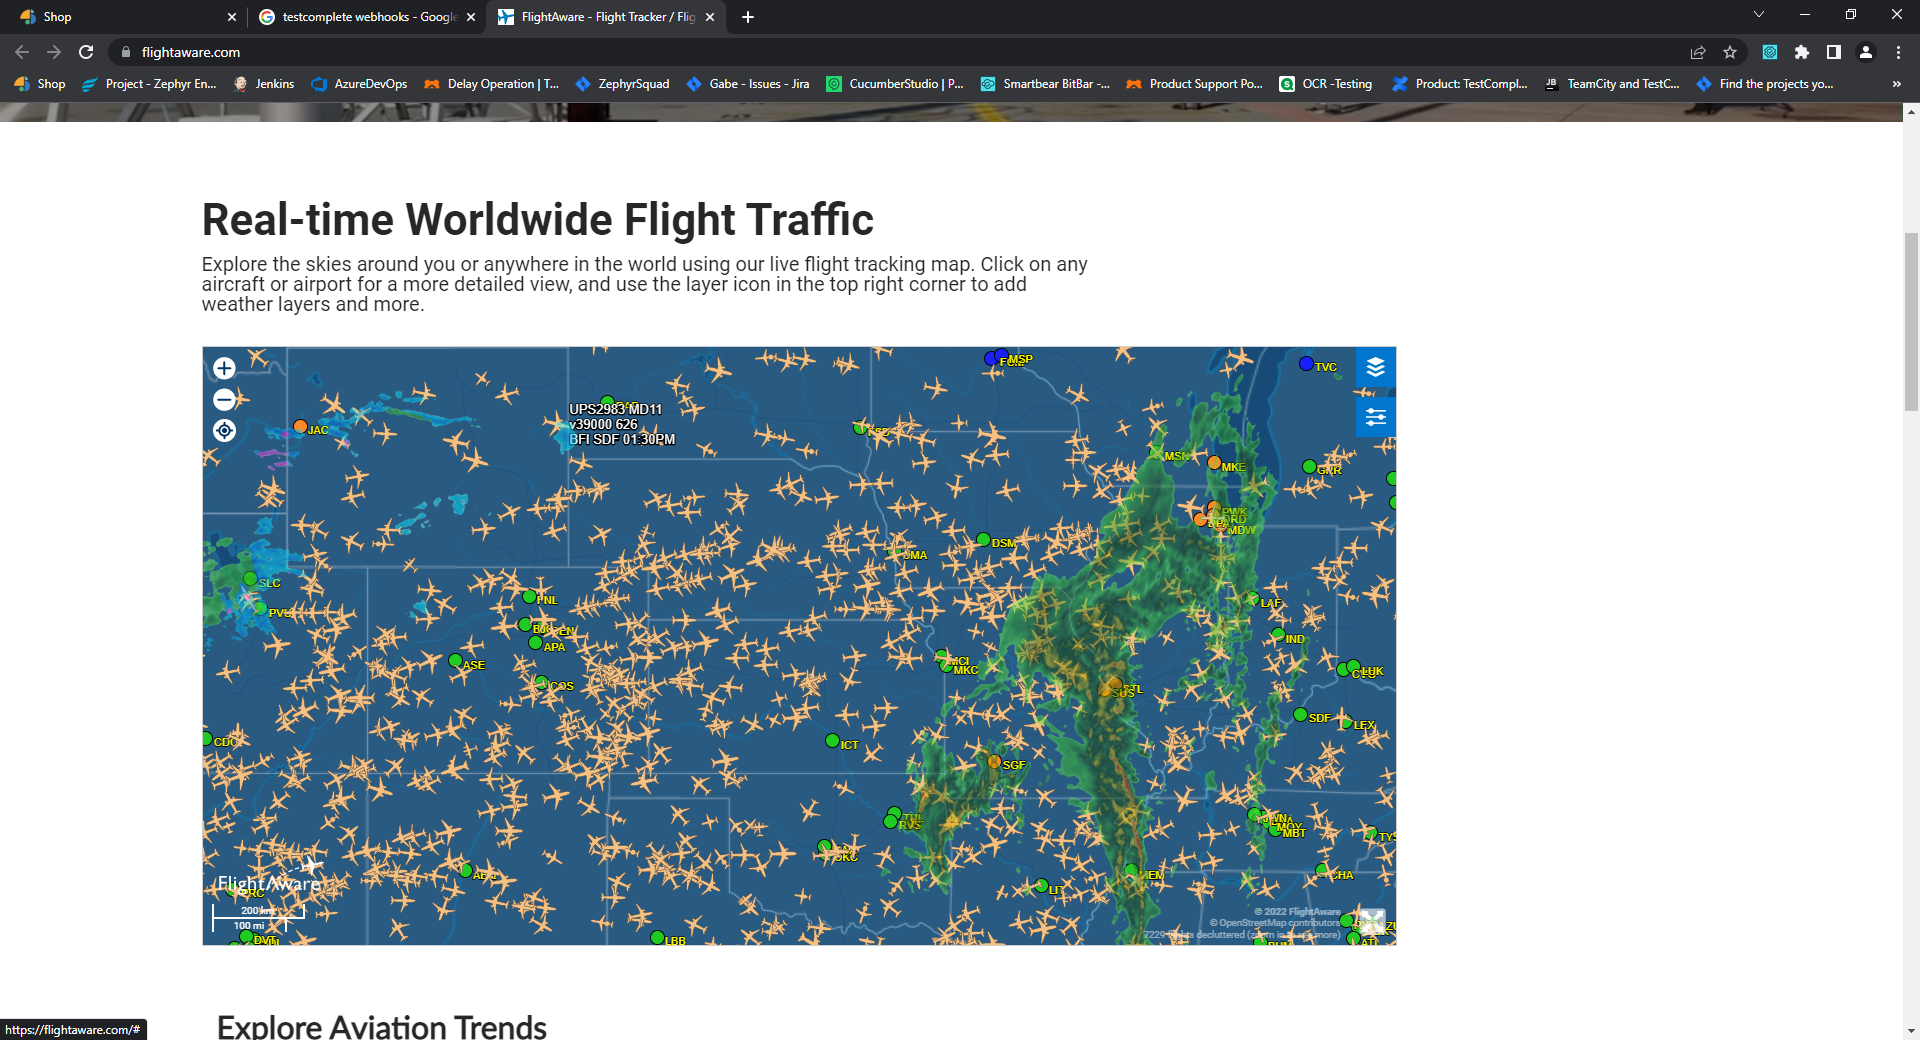 Shop
testcomplete webhooks - Google
FlightAware - Flight Tracker / Flig
flightaware.com
Shop
Project - Zephyr En...
Jenkins
AzureDevOps
Delay Operation | T...
ZephyrSquad
Gabe - Issues - Jira
CucumberStudio | P...
Smartbear BitBar -...
Product Support Po...
OCR -Testing
Product: TestCompl...
TeamCity and TestC...
Find the projects yo...
Real-time Worldwide Flight Traffic
Explore the skies around you or anywhere in the world using our live flight tracking map. Click on any
aircraft or airport for a more detailed view, and use the layer icon in the top right corner to add
weather layers and more.
MSP
TVC
UPS2983 MD11
v39000 626
BFI SDF 01:30PM
JAC
MSN
MKE
GRR
PWK
ORD
MDW
DSM
OMA
SLC
PVU
FNL
LAF
APA
IND
ASE
MCI
MKC
LUK
COS
STL
SUS
SDF
LEX
CDC
ICT
SGF
TUL
RVS
MBT
TYS
OKC
MEM
CHA
LIT
FlightAware
200 km
100 mi
DVT
LBB
© 2022 FlightAware
© OpenStreetMap contributors
7229 flights decluttered (zoom in to see more)
ATL
Explore Aviation Trends
https://flightaware.com/#